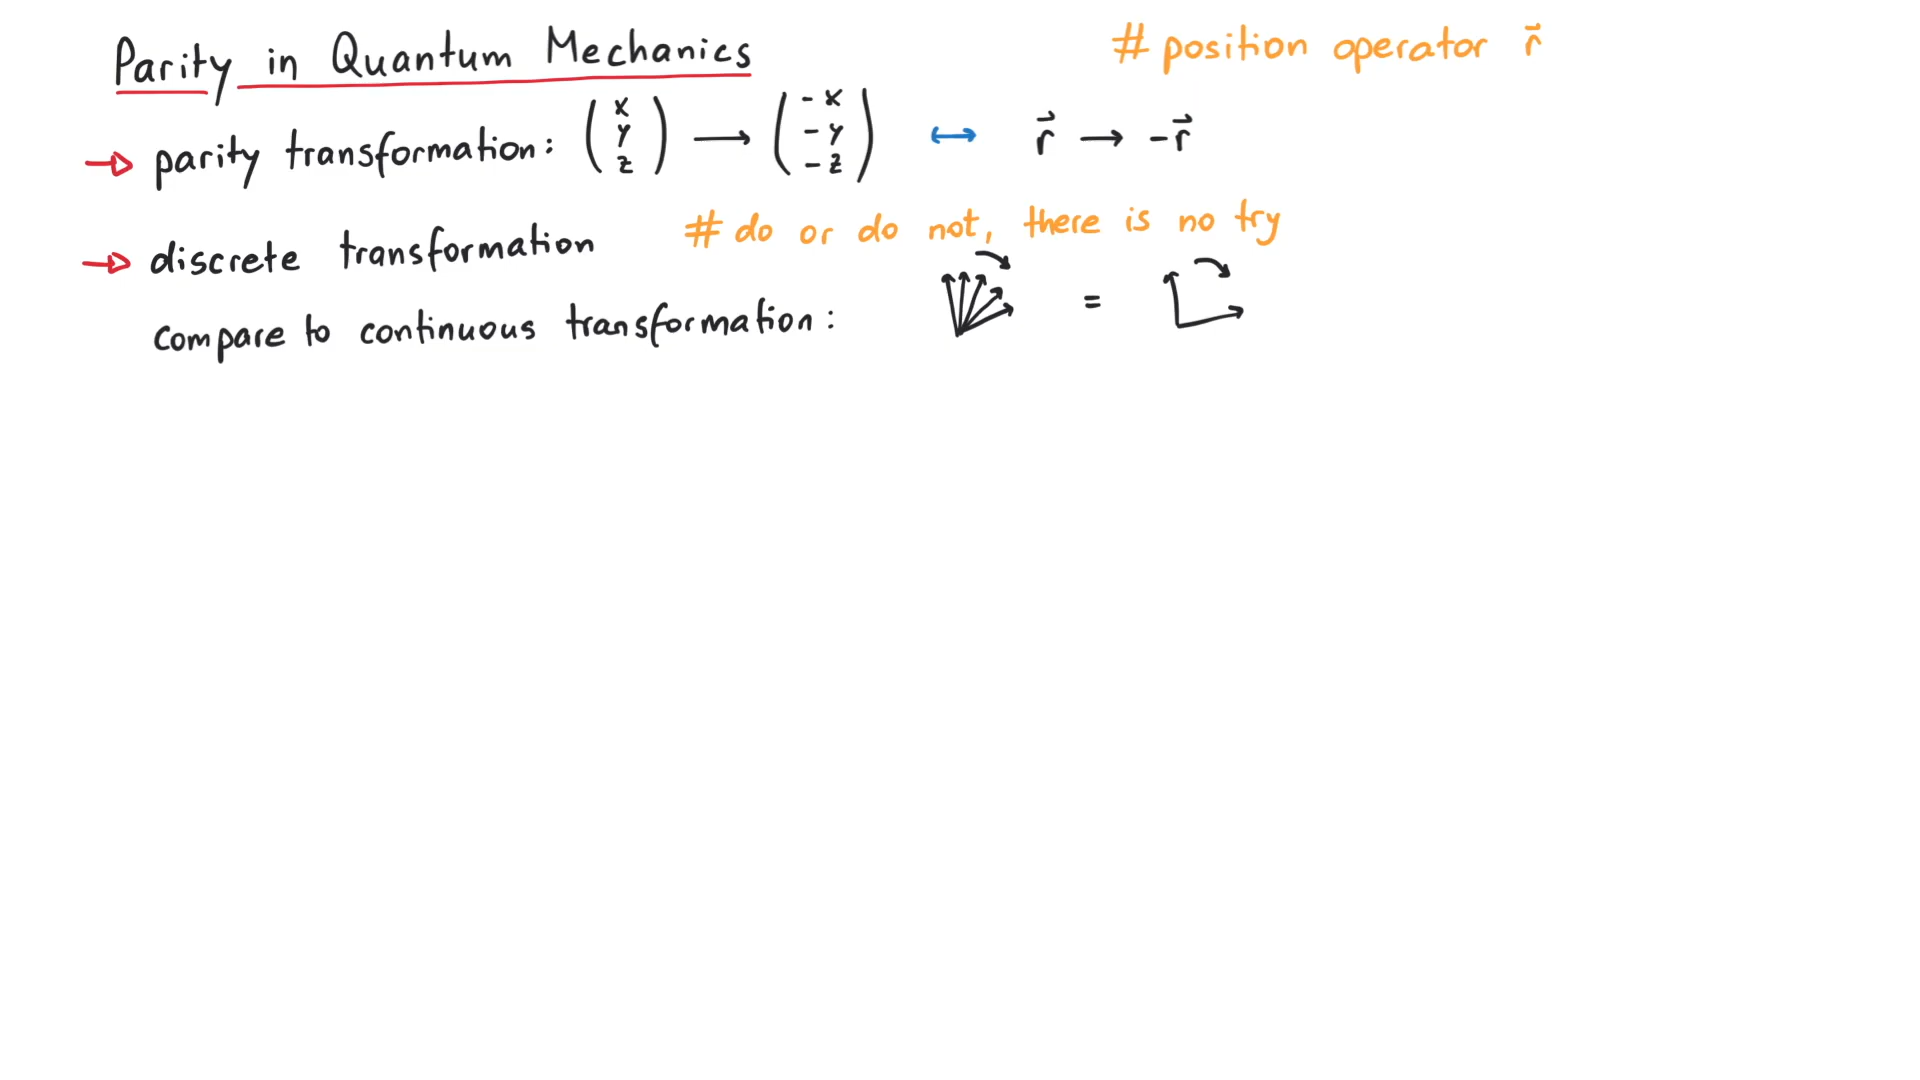 Parity in Quantum Mechanics
# position operator r⃗
→ parity transformation: (x y z) → (-x -y -z) ↔ r⃗ → -r⃗
→ discrete transformation # do or do not, there is no try
compare to continuous transformation: =